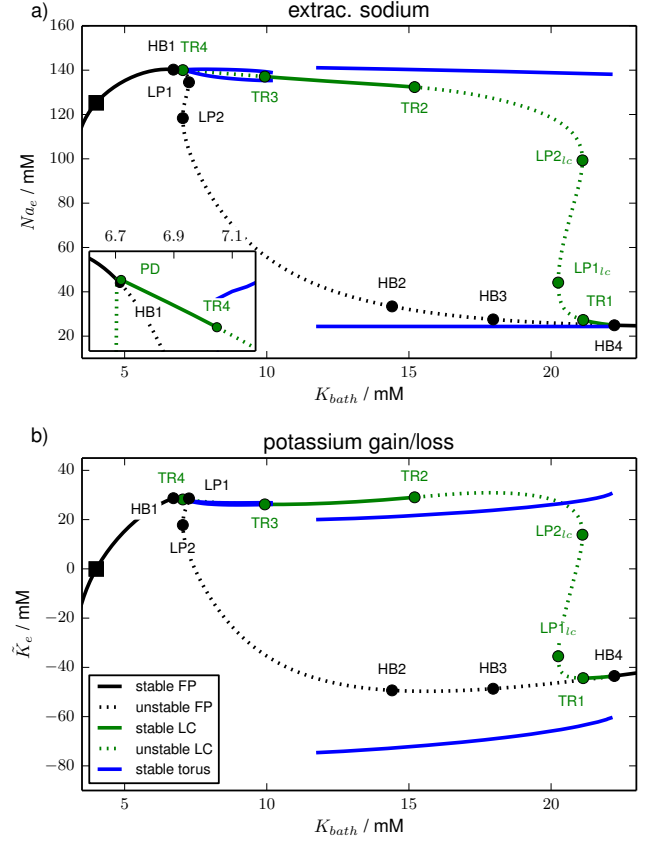 a)
extrac. sodium
160
140
120
100
80
60
40
20
Na_e / mM
HB1
TR4
LP1
LP2
TR3
TR2
LP2_lc
LP1_lc
HB2
HB3
TR1
HB4
6.7
6.9
7.1
PD
HB1
TR4
5
10
15
20
K_bath / mM
b)
potassium gain/loss
40
20
0
−20
−40
−60
−80
K̃_e / mM
TR4
LP1
HB1
LP2
TR3
TR2
LP2_lc
LP1_lc
HB2
HB3
HB4
TR1
stable FP
unstable FP
stable LC
unstable LC
stable torus
5
10
15
20
K_bath / mM